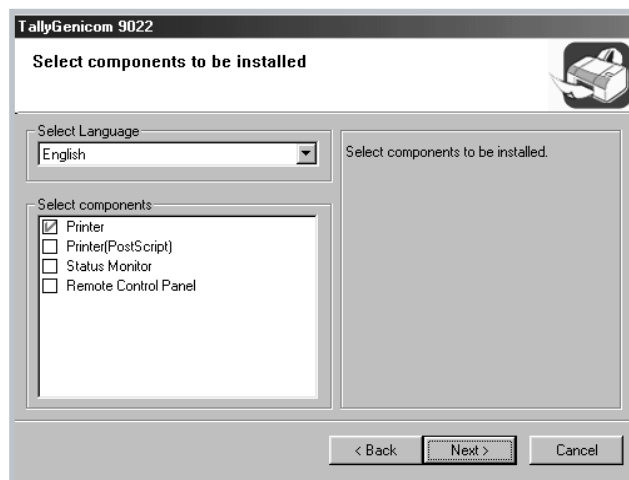 TallyGenicom 9022
Select components to be installed
Select Language
English
Select components
Printer
Printer(PostScript)
Status Monitor
Remote Control Panel
Select components to be installed.
< Back
Next >
Cancel